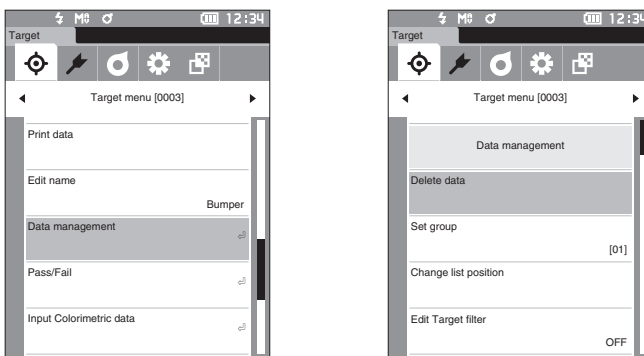 M 12:34
Target
Target menu [0003]
Print data
Edit name
Bumper
Data management
Pass/Fail
Input Colorimetric data
M 12:34
Target
Target menu [0003]
Data management
Delete data
Set group
[01]
Change list position
Edit Target filter
OFF